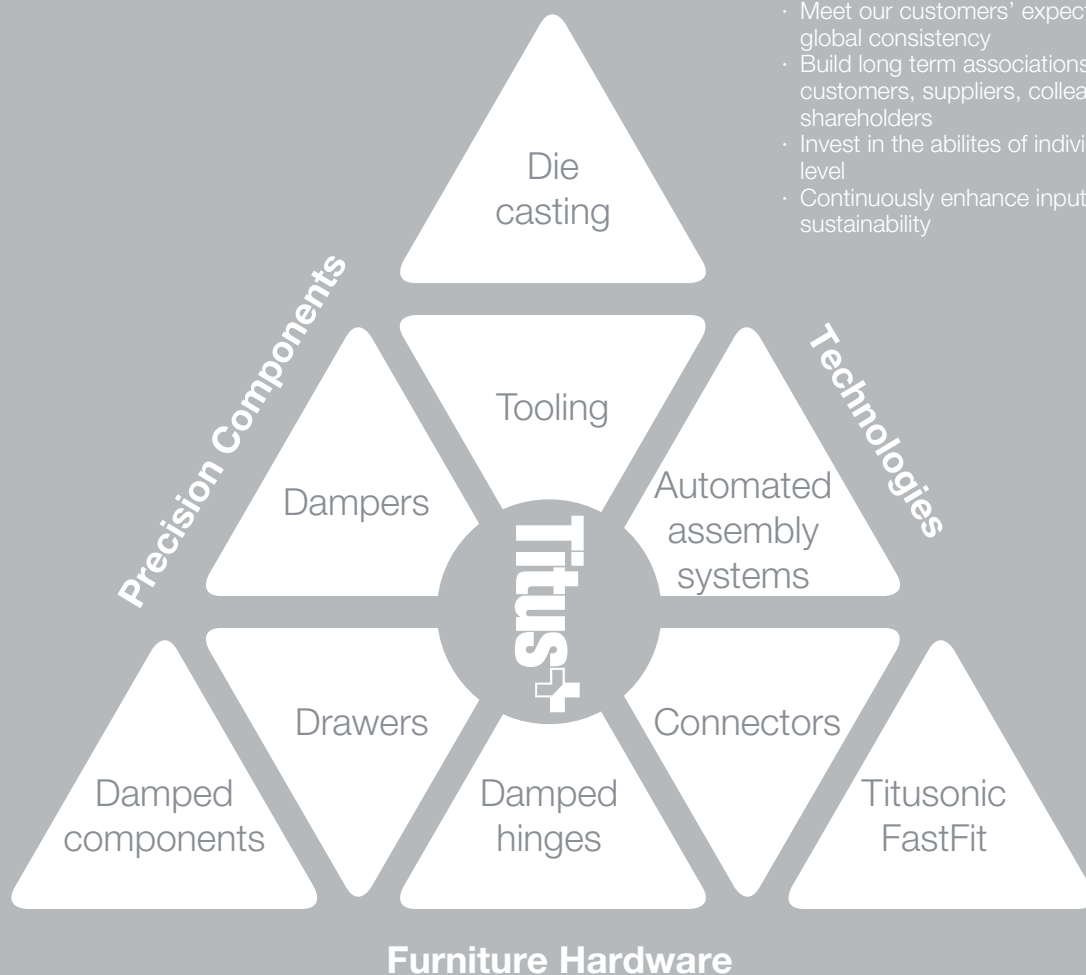 · Meet our customers’ expect
global consistency
· Build long term associations
customers, suppliers, collea
shareholders
· Invest in the abilites of indivi
level
· Continuously enhance input
sustainability
Die
casting
Precision Components
Technologies
Tooling
Dampers
Automated
assembly
systems
Titus+
Drawers
Connectors
Damped
components
Damped
hinges
Titusonic
FastFit
Furniture Hardware